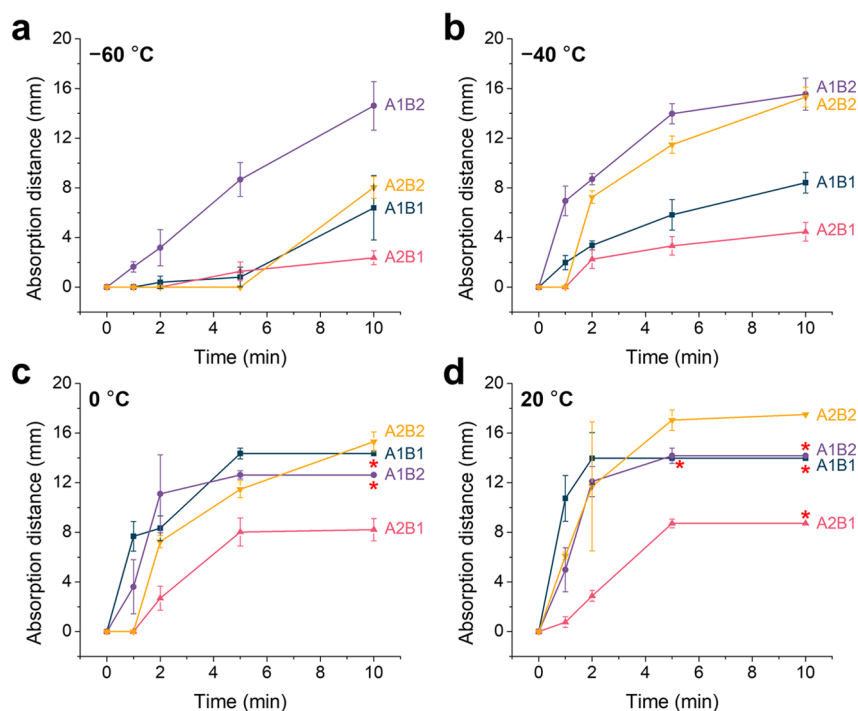 a
−60 °C
Absorption distance (mm)
20
16
12
8
4
0
A1B2
A2B2
A1B1
A2B1
0 2 4 6 8 10
Time (min)
b
−40 °C
Absorption distance (mm)
20
16
12
8
4
0
A1B2
A2B2
A1B1
A2B1
0 2 4 6 8 10
Time (min)
c
0 °C
Absorption distance (mm)
20
16
12
8
4
0
A2B2
A1B1
*
A1B2
*
A2B1
0 2 4 6 8 10
Time (min)
d
20 °C
Absorption distance (mm)
20
16
12
8
4
0
A2B2
*
A1B2
A1B1
* *
*
A2B1
0 2 4 6 8 10
Time (min)